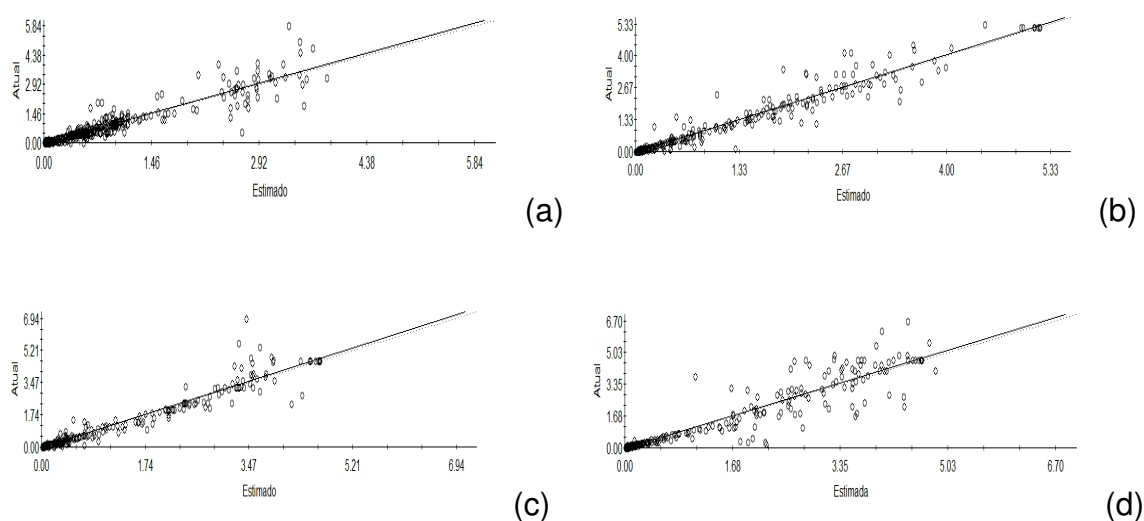 5.84
4.38
2.92
1.46
0.00
Atual
0.00 1.46 2.92 4.38 5.84
Estimado
(a)
5.33
4.00
2.67
1.33
0.00
Atual
0.00 1.33 2.67 4.00 5.33
Estimado
(b)
6.94
5.21
3.47
1.74
0.00
Atual
0.00 1.74 3.47 5.21 6.94
Estimado
(c)
6.70
5.03
3.35
1.68
0.00
Atual
0.00 1.68 3.35 5.03 6.70
Estimada
(d)